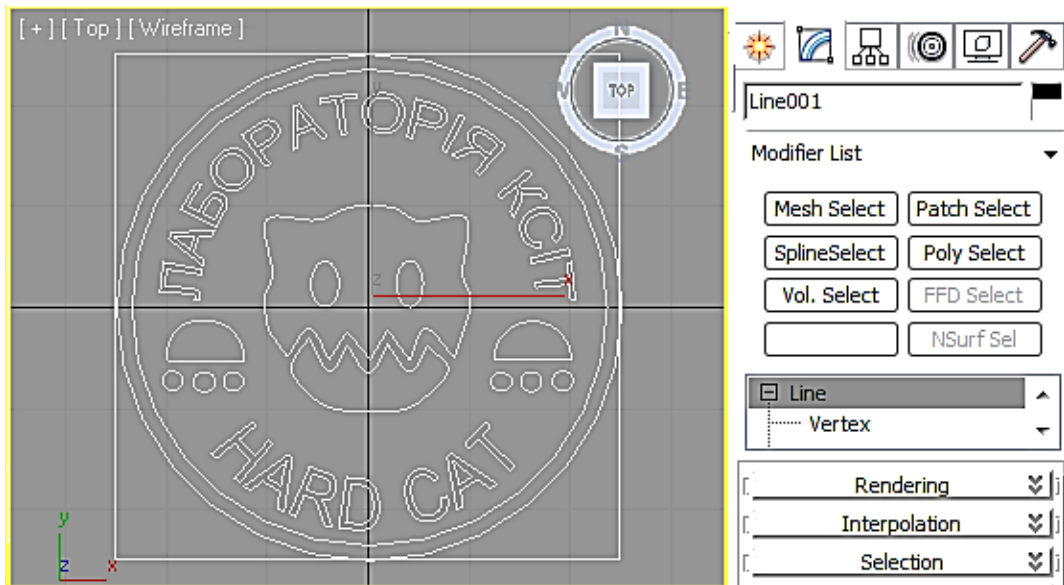 [ + ] [ Top ] [ Wireframe ]
N
W
TOP
E
S
ЛАБОРАТОРІЯ КСІТ
z
x
HARD CAT
y
z
x
Line001
Modifier List
Mesh Select
Patch Select
SplineSelect
Poly Select
Vol. Select
FFD Select
NSurf Sel
Line
Vertex
Rendering
Interpolation
Selection